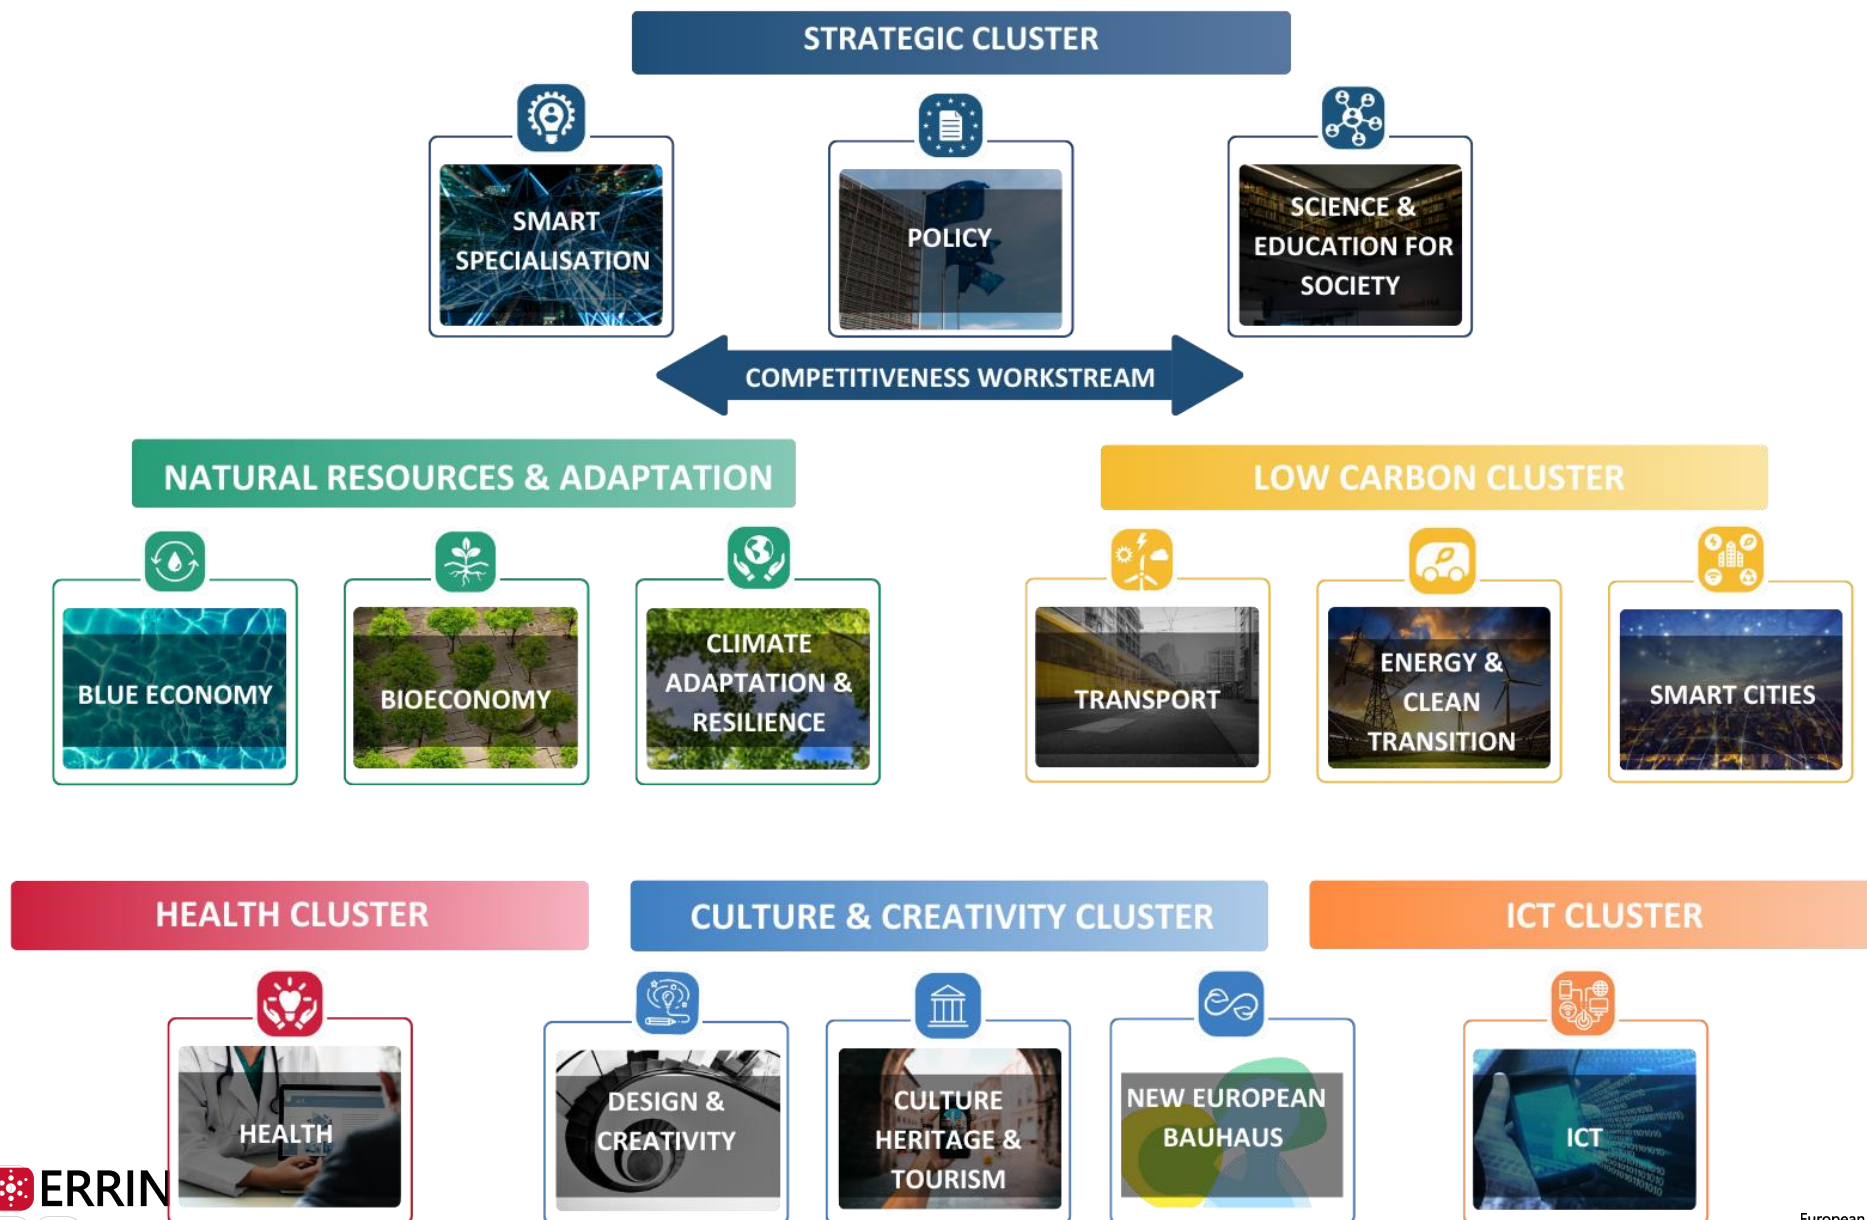 STRATEGIC CLUSTER
SMART
SPECIALISATION
POLICY
SCIENCE &
EDUCATION FOR
SOCIETY
COMPETITIVENESS WORKSTREAM
NATURAL RESOURCES & ADAPTATION
LOW CARBON CLUSTER
BLUE ECONOMY
BIOECONOMY
CLIMATE
ADAPTATION &
RESILIENCE
TRANSPORT
ENERGY &
CLEAN
TRANSITION
SMART CITIES
HEALTH CLUSTER
CULTURE & CREATIVITY CLUSTER
ICT CLUSTER
HEALTH
DESIGN &
CREATIVITY
CULTURE
HERITAGE &
TOURISM
NEW EUROPEAN
BAUHAUS
ICT
ERRIN
European